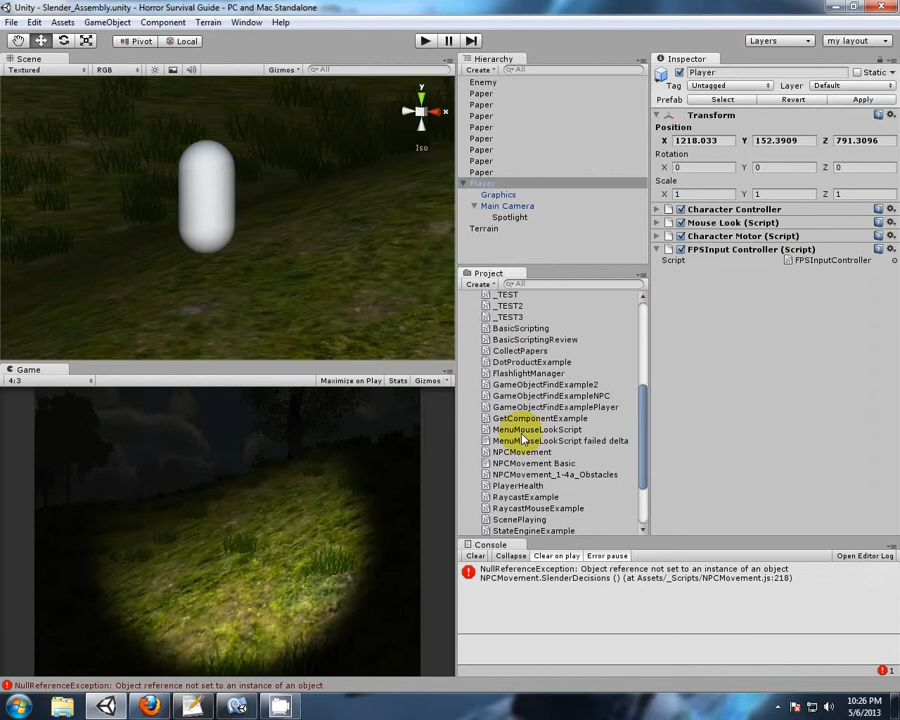 Unity - Slender_Assembly.unity - Horror Survival Guide - PC and Mac Standalone
File Edit Assets GameObject Component Terrain Window Help
Pivot Local Layers my layout
Scene
Textured RGB Gizmos All
y
x
Iso
Game
4:3 Maximize on Play Stats Gizmos
Hierarchy
Create All
Enemy
Paper
Paper
Paper
Paper
Paper
Paper
Paper
Paper
Player
Graphics
Main Camera
Spotlight
Terrain
Project
Create All
_TEST
_TEST2
_TEST3
BasicScripting
BasicScriptingReview
CollectPapers
DotProductExample
FlashlightManager
GameObjectFindExample2
GameObjectFindExampleNPC
GameObjectFindExamplePlayer
GetComponentExample
MenuMouseLookScript
MenuMouseLookScript failed delta
NPCMovement
NPCMovement Basic
NPCMovement_1-4a_Obstacles
PlayerHealth
RaycastExample
RaycastMouseExample
ScenePlaying
StateEngineExample
Inspector
Player Static
Tag Untagged Layer Default
Prefab Select Revert Apply
Transform
Position
X 1218.033 Y 152.3909 Z 791.3096
Rotation
X 0 Y 0 Z 0
Scale
X 1 Y 1 Z 1
Character Controller
Mouse Look (Script)
Character Motor (Script)
FPSInput Controller (Script)
Script FPSInputController
Console
Clear Collapse Clear on play Error pause Open Editor Log
NullReferenceException: Object reference not set to an instance of an object
NPCMovement.SlenderDecisions () (at Assets/_Scripts/NPCMovement.js:218)
1
NullReferenceException: Object reference not set to an instance of an object
10:26 PM
5/6/2013